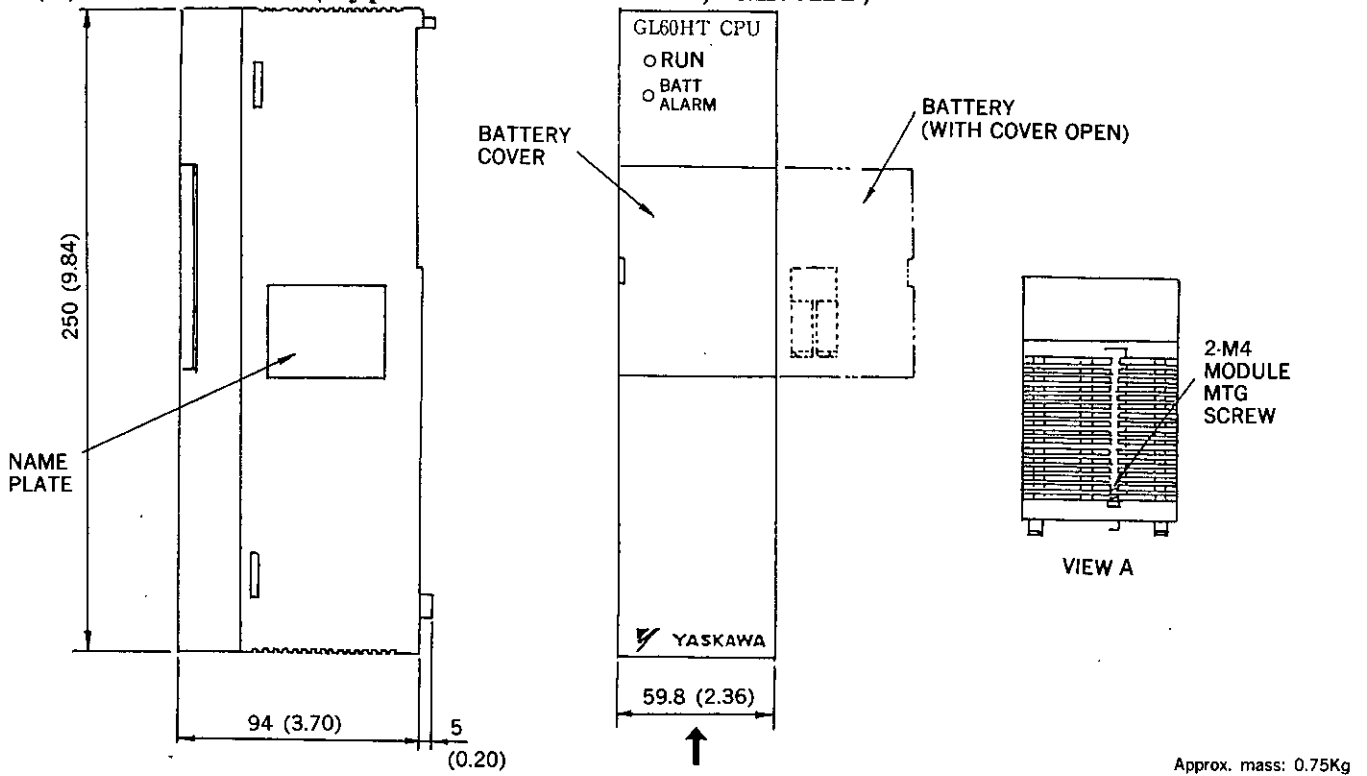 GL60HT CPU
RUN
BATT
ALARM
BATTERY
COVER
BATTERY
(WITH COVER OPEN)
250 (9.84)
NAME
PLATE
2-M4
MODULE
MTG
SCREW
VIEW A
YASKAWA
94 (3.70)
5
(0.20)
59.8 (2.36)
Approx. mass: 0.75Kg